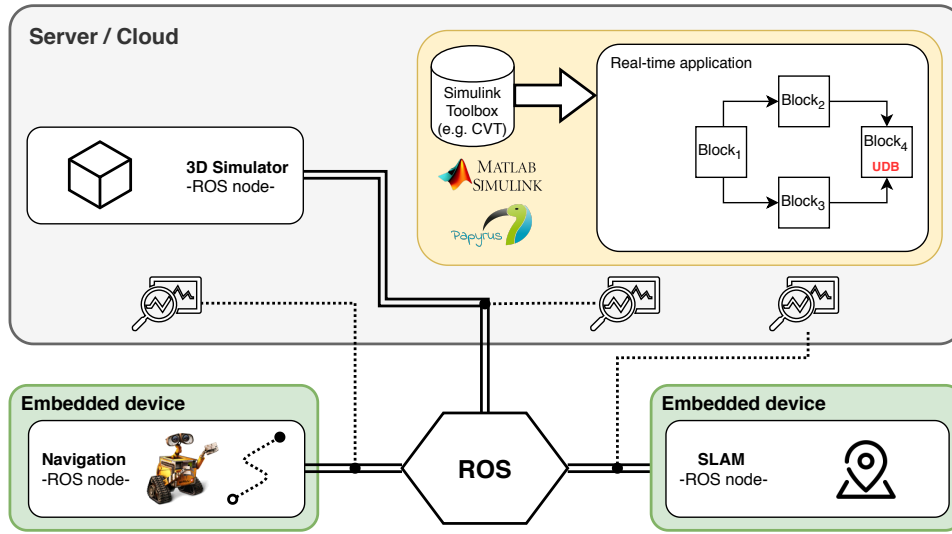 Server / Cloud
Simulink
Toolbox
(e.g. CVT)
MATLAB
SIMULINK
Papyrus
Real-time application
Block1
Block2
Block3
Block4
UDB
3D Simulator
-ROS node-
Embedded device
Navigation
-ROS node-
ROS
Embedded device
SLAM
-ROS node-